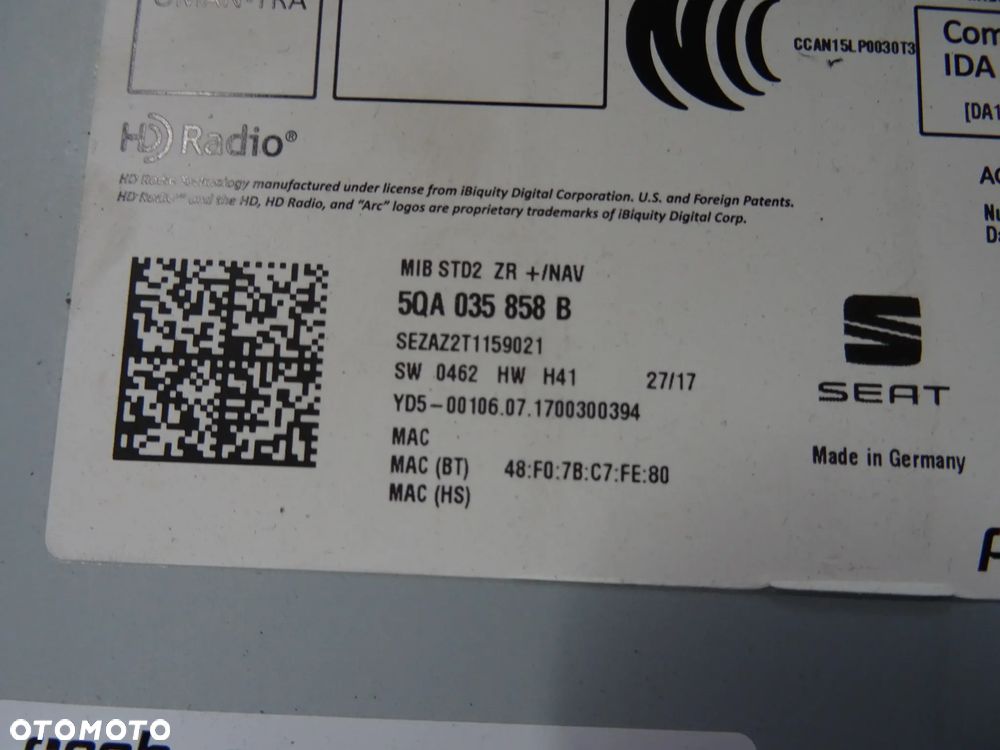 OMAN-TRA
CCAN15LP0030T3
Com
IDA
[DA1
HD Radio®
HD Radio Technology manufactured under license from iBiquity Digital Corporation. U.S. and Foreign Patents.
HD Radio™ and the HD, HD Radio, and “Arc” logos are proprietary trademarks of iBiquity Digital Corp.
MIB STD2 ZR +/NAV
5QA 035 858 B
SEZAZ2T1159021
SW 0462 HW H41 27/17
YD5-00106.07.1700300394
MAC
MAC (BT) 48:F0:7B:C7:FE:80
MAC (HS)
SEAT
Made in Germany
OTOMOTO